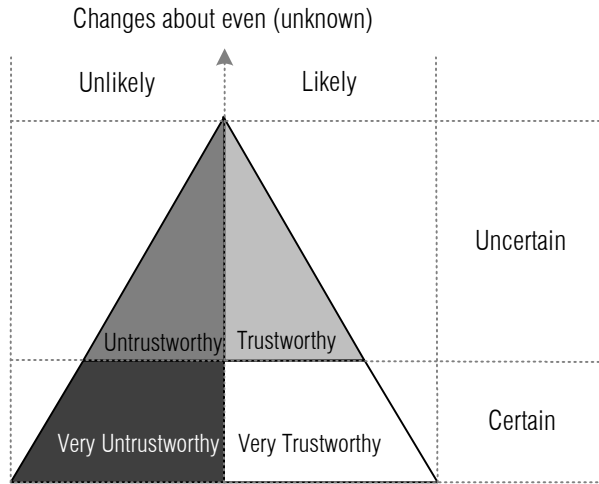 Changes about even (unknown)
Unlikely
Likely
Uncertain
Untrustworthy
Trustworthy
Certain
Very Untrustworthy
Very Trustworthy